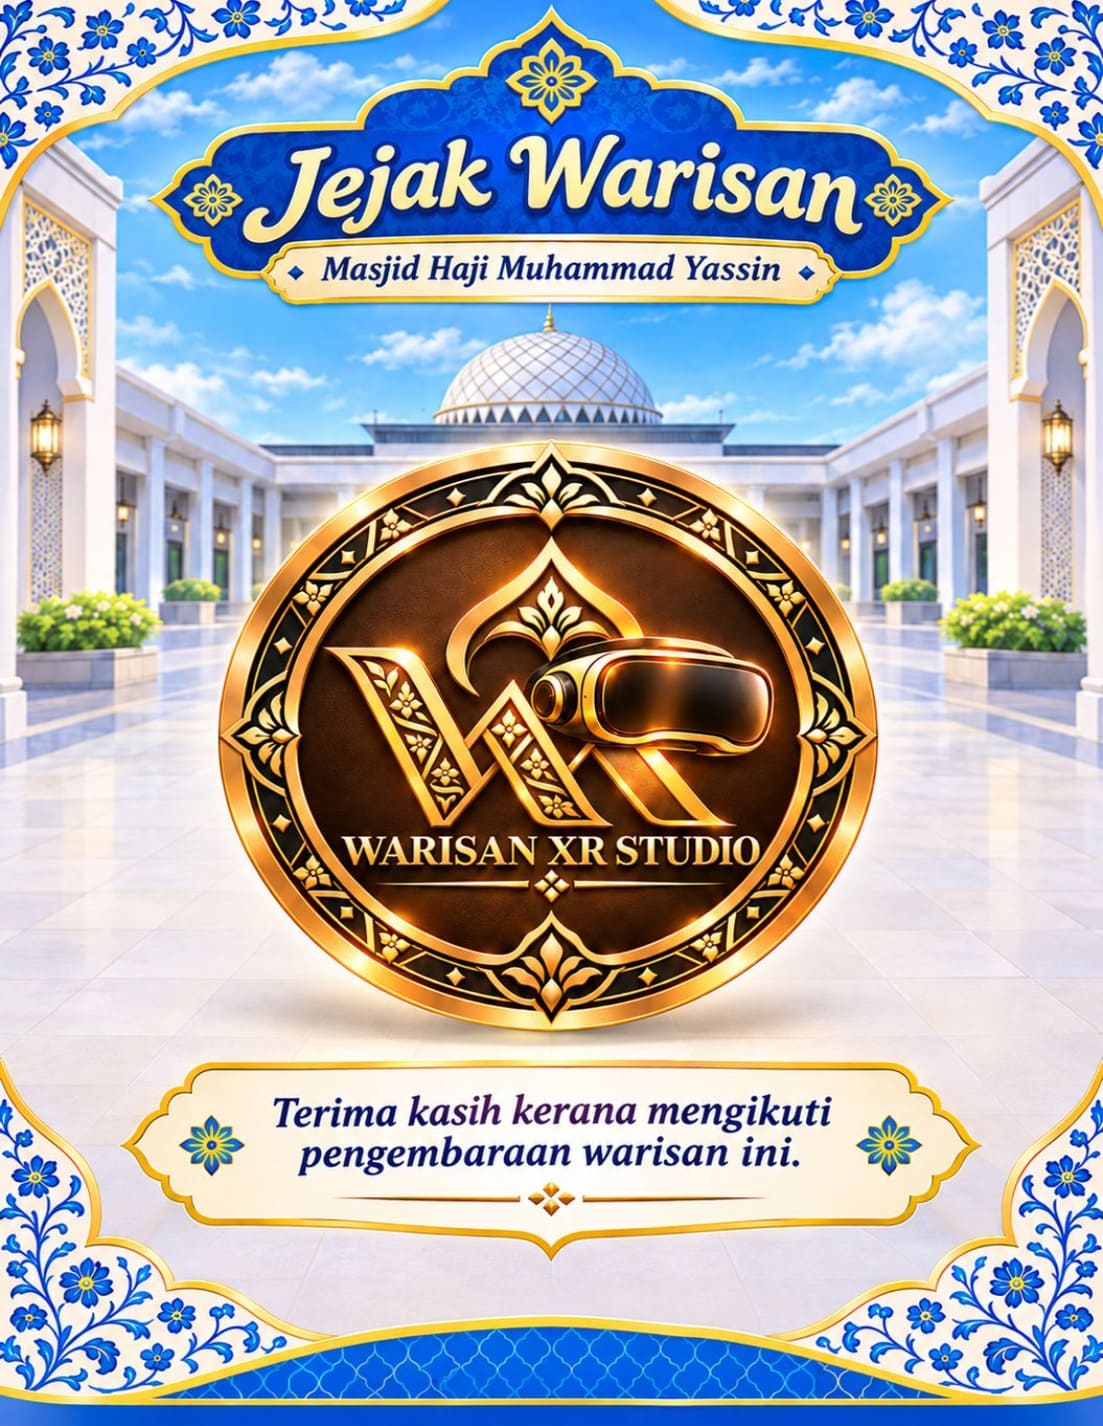 Jejak Warisan
Masjid Haji Muhammad Yassin
WARISAN XR STUDIO
Terima kasih kerana mengikuti
pengembaraan warisan ini.